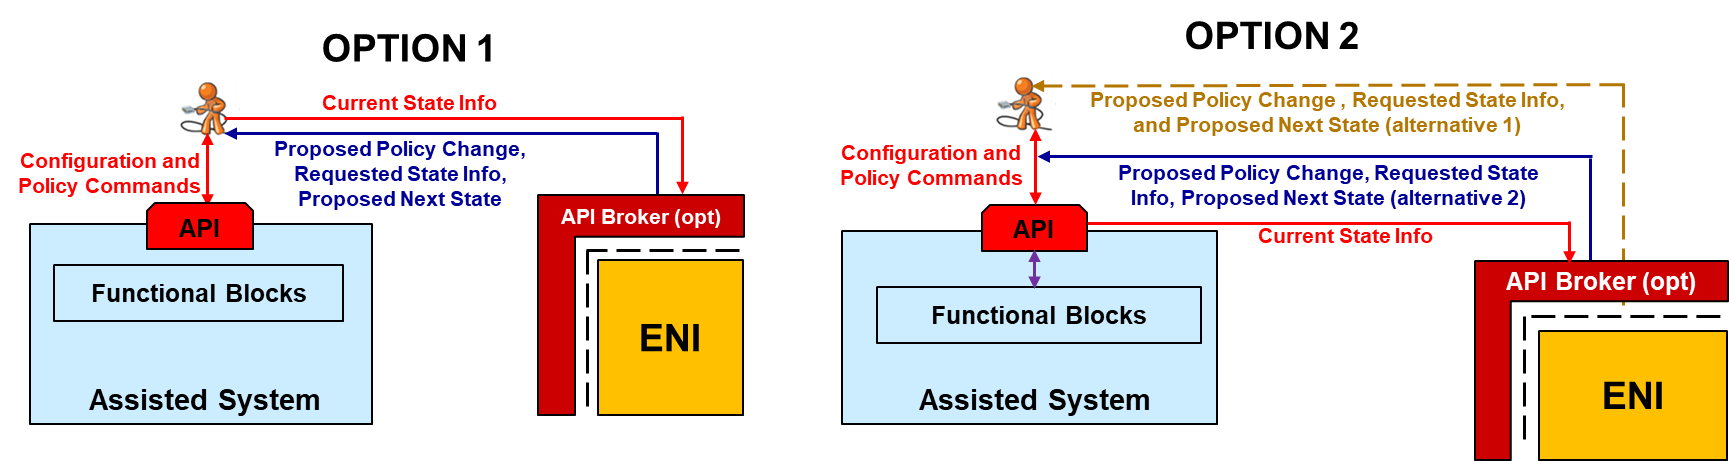 OPTION 1
Current State Info
Proposed Policy Change,
Requested State Info,
Proposed Next State
Configuration and
Policy Commands
API
API Broker (opt)
Functional Blocks
ENI
Assisted System
OPTION 2
Proposed Policy Change , Requested State Info,
and Proposed Next State (alternative 1)
Configuration and
Policy Commands
Proposed Policy Change, Requested State
Info, Proposed Next State (alternative 2)
API
Current State Info
API Broker (opt)
Functional Blocks
ENI
Assisted System